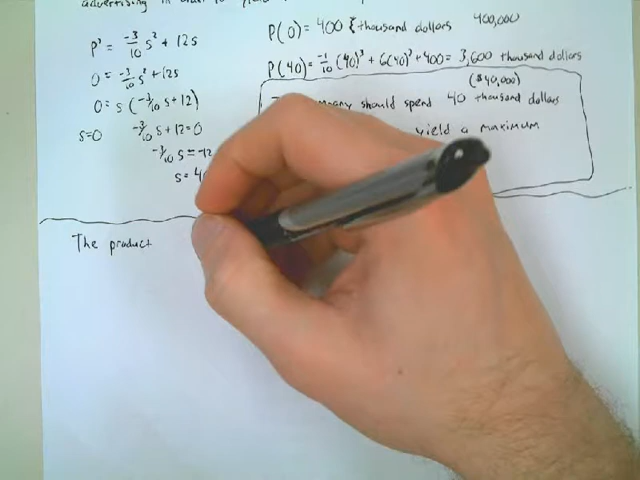 advertising in order to yield
P' = -3/10 s² + 12s
0 = -3/10 s² + 12s
0 = s (-3/10 s + 12)
s=0 -3/10 s + 12 = 0
-3/10 s = -12
s = 4
P(0) = 400 { thousand dollars 400,000
P(40) = -1/10 (40)³ + 6(40)² + 400 = 3,600 thousand dollars
($40,000)
should spend 40 thousand dollars
yield a maximum
The product